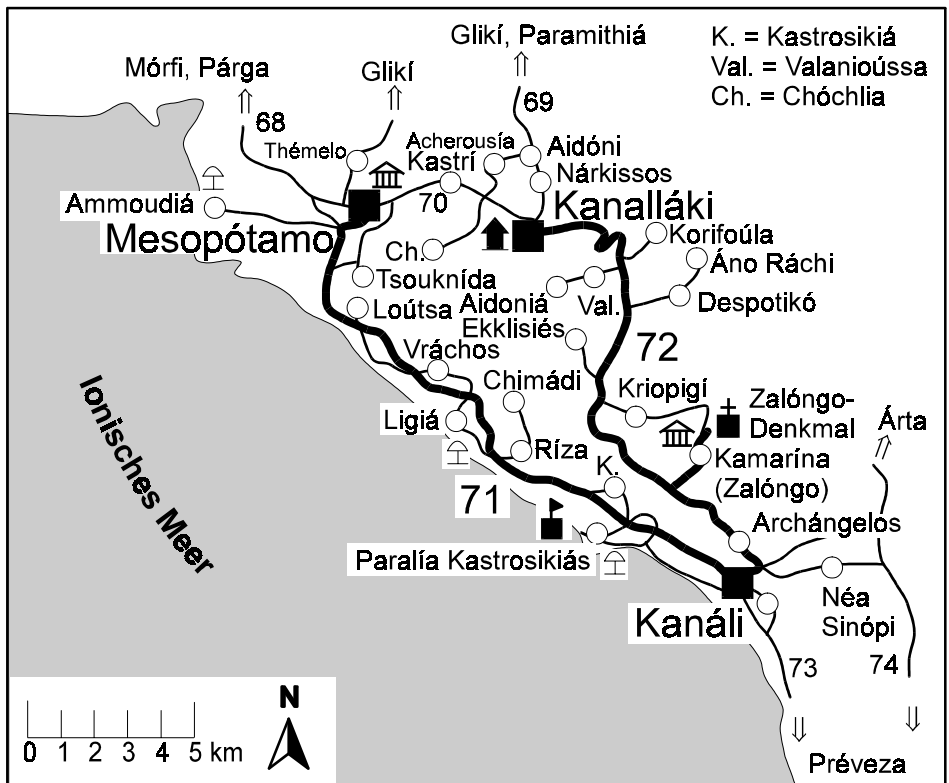 Glikí, Paramithiá
K. = Kastrosikiá
Val. = Valanioússa
Ch. = Chóchlia
Mórfi, Párga
Glikí
68
69
Thémelo
Acherousía
Kastrí
Aidóni
Nárkissos
70
Ammoudiá
Mesopótamo
Kanalláki
Korifoúla
Áno Ráchi
Ch.
Tsouknída
Loútsa
Aidoniá
Val.
Despotikó
Ekklisiés
72
Vráchos
Chimádi
Kriopigí
Zalóngo-
Denkmal
Árta
Ligiá
Ríza
Kamarína
(Zalóngo)
Ionisches Meer
71
K.
Archángelos
Paralía Kastrosikiás
Kanáli
Néa
Sinópi
73
74
N
0 1 2 3 4 5 km
Préveza